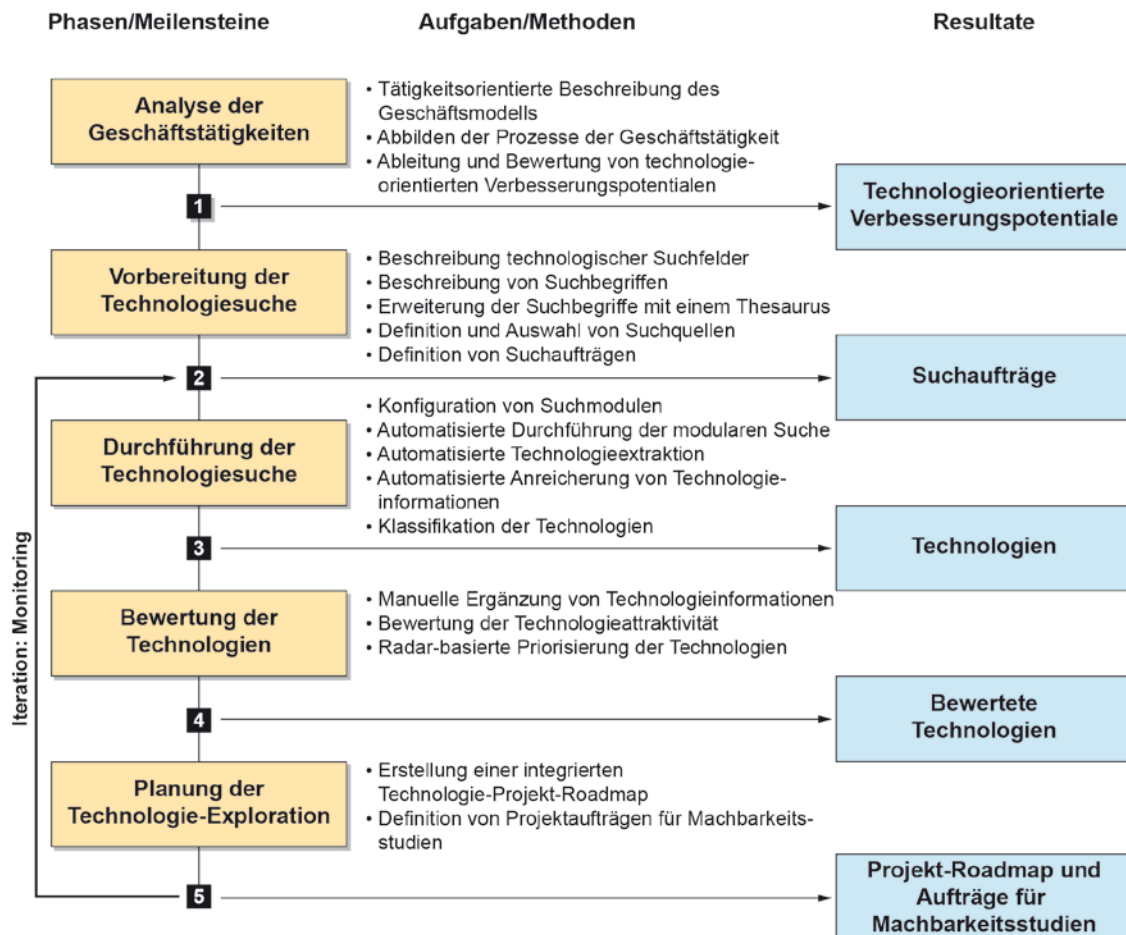 Phasen/Meilensteine
Aufgaben/Methoden
Resultate
Analyse der
Geschäftstätigkeiten
• Tätigkeitsorientierte Beschreibung des
Geschäftsmodells
• Abbilden der Prozesse der Geschäftstätigkeit
• Ableitung und Bewertung von technologie-
orientierten Verbesserungspotentialen
1
Technologieorientierte
Verbesserungspotentiale
Vorbereitung der
Technologiesuche
• Beschreibung technologischer Suchfelder
• Beschreibung von Suchbegriffen
• Erweiterung der Suchbegriffe mit einem Thesaurus
• Definition und Auswahl von Suchquellen
• Definition von Suchaufträgen
2
Suchaufträge
Durchführung der
Technologiesuche
• Konfiguration von Suchmodulen
• Automatisierte Durchführung der modularen Suche
• Automatisierte Technologieextraktion
• Automatisierte Anreicherung von Technologie-
informationen
• Klassifikation der Technologien
3
Technologien
Bewertung der
Technologien
• Manuelle Ergänzung von Technologieinformationen
• Bewertung der Technologieattraktivität
• Radar-basierte Priorisierung der Technologien
4
Bewertete
Technologien
Planung der
Technologie-Exploration
• Erstellung einer integrierten
Technologie-Projekt-Roadmap
• Definition von Projektaufträgen für Machbarkeits-
studien
5
Projekt-Roadmap und
Aufträge für
Machbarkeitsstudien
Iteration: Monitoring